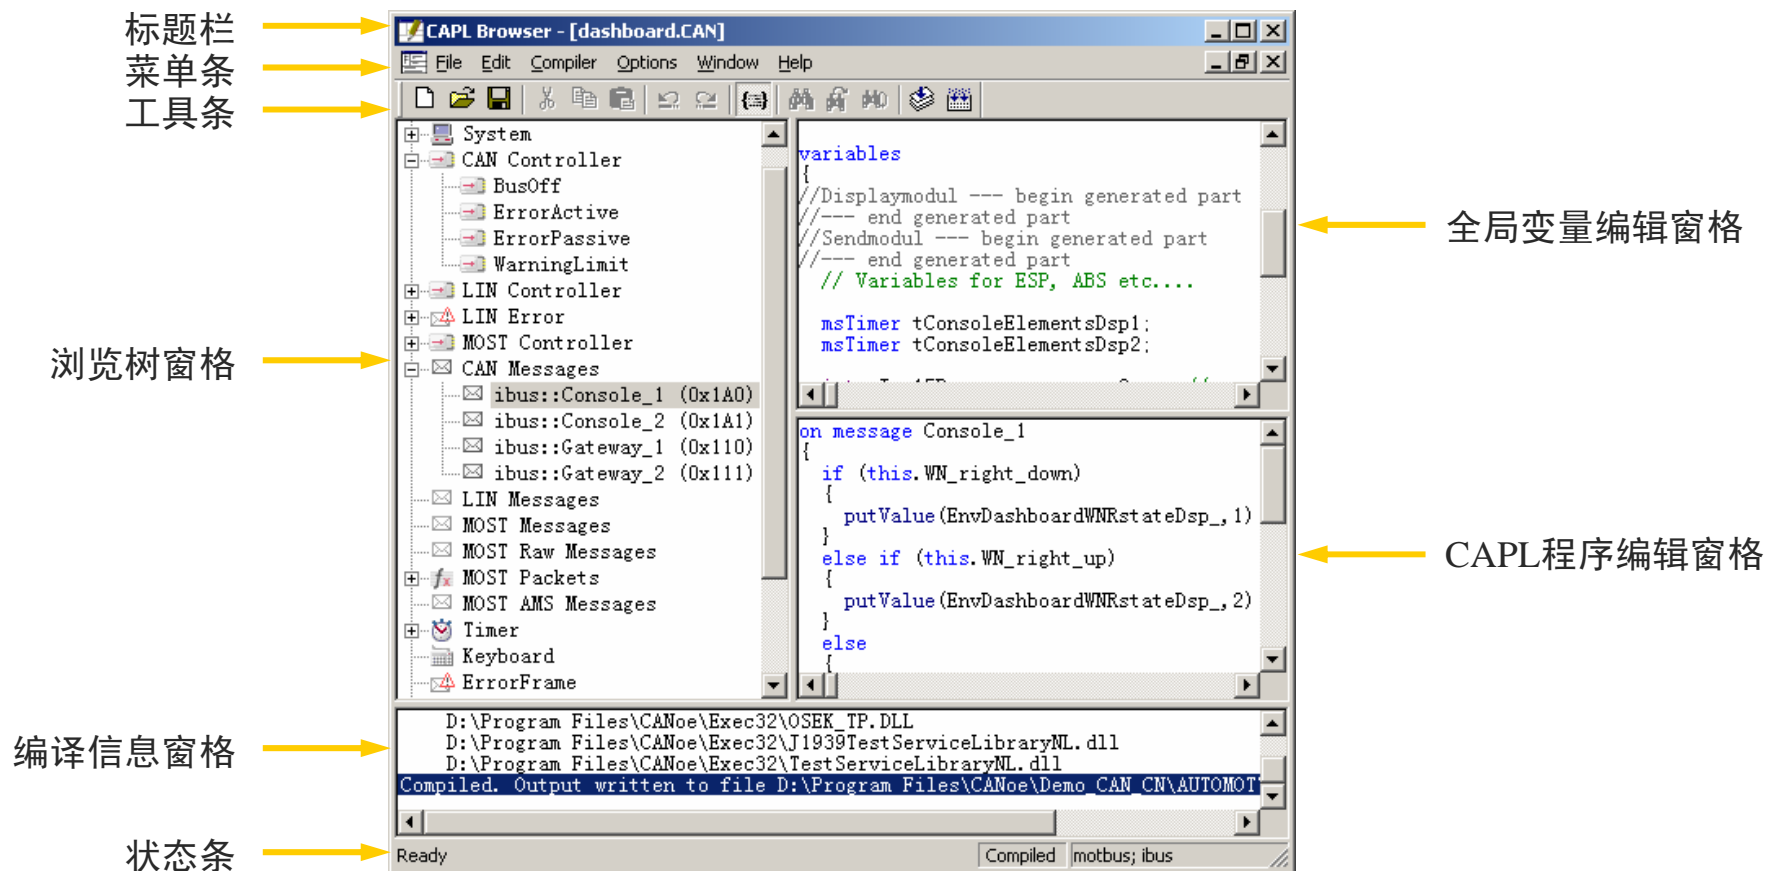 标题栏
菜单条
工具条
浏览树窗格
编译信息窗格
状态条
CAPL Browser - [dashboard.CAN]
File Edit Compiler Options Window Help
System
CAN Controller
BusOff
ErrorActive
ErrorPassive
WarningLimit
LIN Controller
LIN Error
MOST Controller
CAN Messages
ibus::Console_1 (0x1A0)
ibus::Console_2 (0x1A1)
ibus::Gateway_1 (0x110)
ibus::Gateway_2 (0x111)
LIN Messages
MOST Messages
MOST Raw Messages
MOST Packets
MOST AMS Messages
Timer
Keyboard
ErrorFrame
variables
{
//Displaymodul --- begin generated part
//--- end generated part
//Sendmodul --- begin generated part
//--- end generated part
// Variables for ESP, ABS etc....
msTimer tConsoleElementsDsp1;
msTimer tConsoleElementsDsp2;
on message Console_1
{
if (this.WN_right_down)
{
putValue(EnvDashboardWNRstateDsp_,1)
}
else if (this.WN_right_up)
{
putValue(EnvDashboardWNRstateDsp_,2)
}
else
{
D:\Program Files\CANoe\Exec32\OSEK_TP.DLL
D:\Program Files\CANoe\Exec32\J1939TestServiceLibraryNL.dll
D:\Program Files\CANoe\Exec32\TestServiceLibraryNL.dll
Compiled. Output written to file D:\Program Files\CANoe\Demo_CAN_CN\AUTOMOT
Ready Compiled motbus; ibus
全局变量编辑窗格
CAPL程序编辑窗格